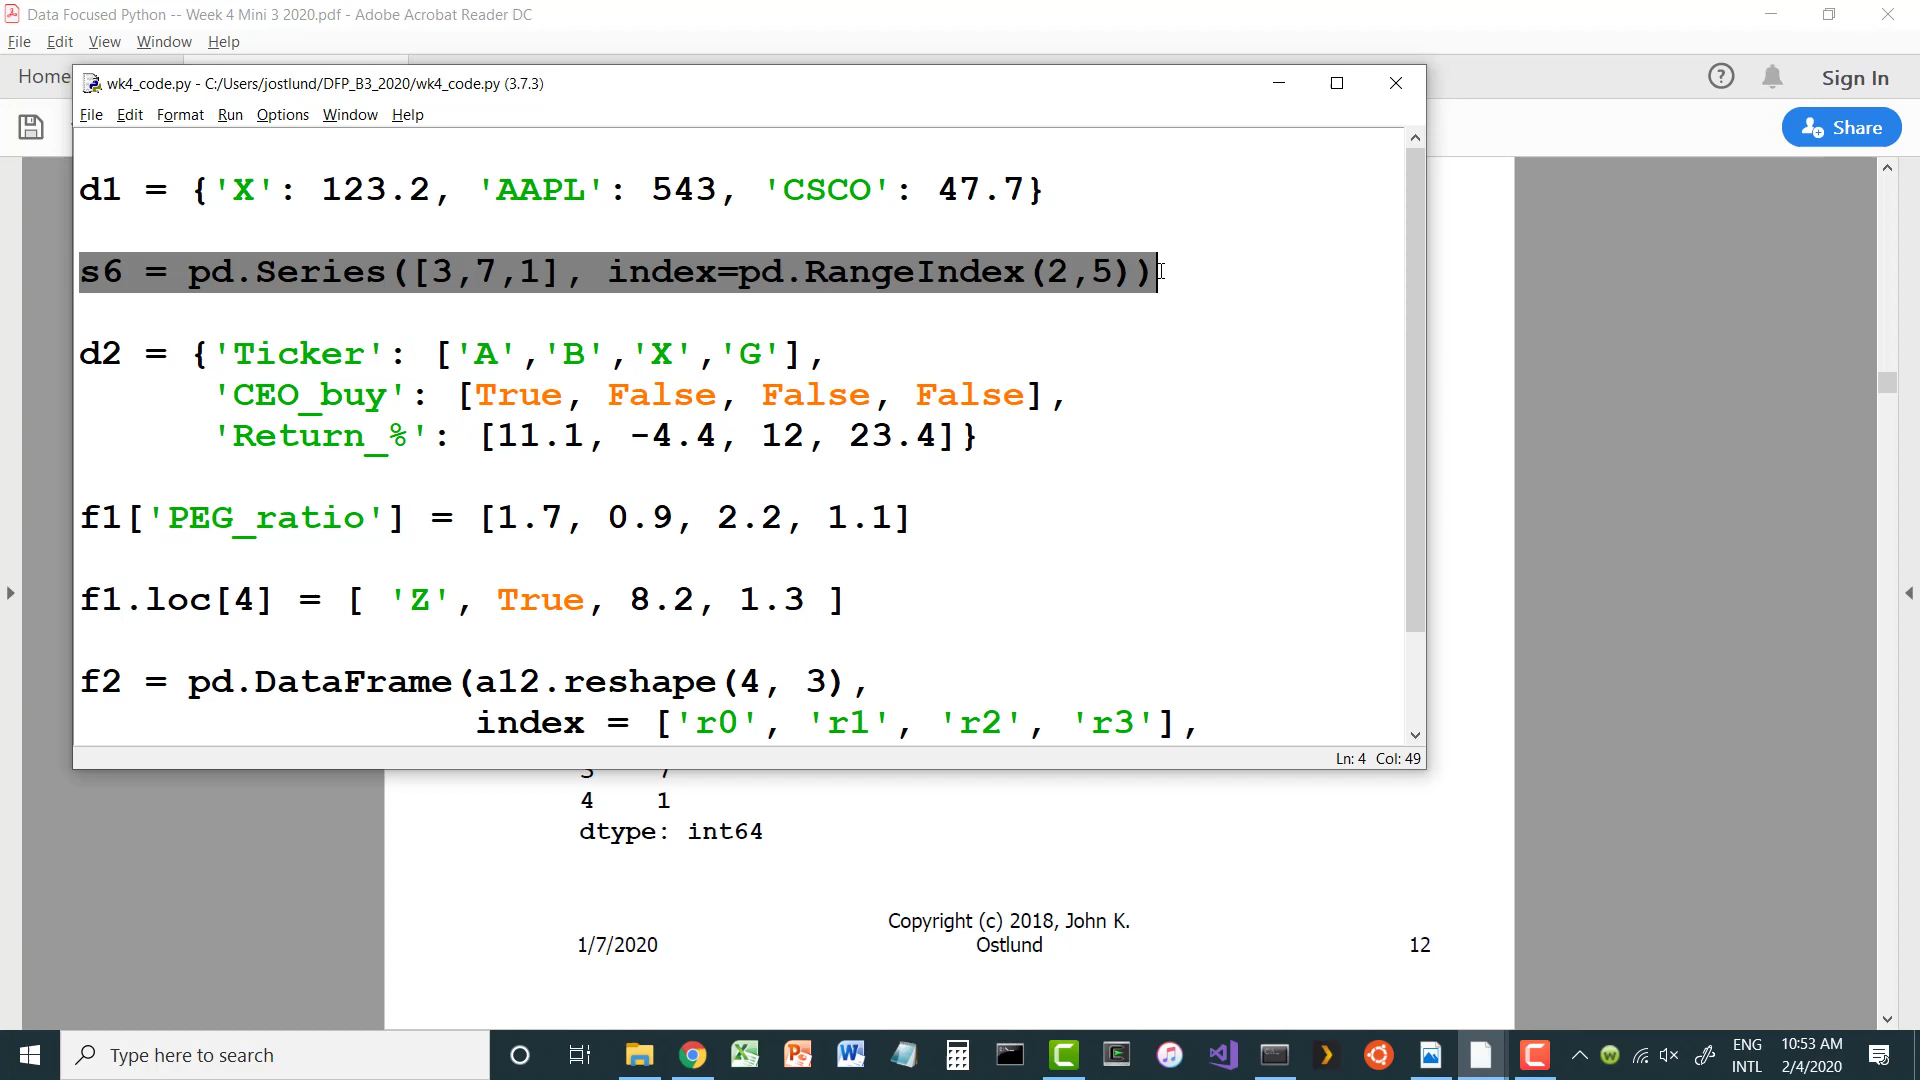 Data Focused Python -- Week 4 Mini 3 2020.pdf - Adobe Acrobat Reader DC
File Edit View Window Help
Home
Sign In
Share
wk4_code.py - C:/Users/jostlund/DFP_B3_2020/wk4_code.py (3.7.3)
File Edit Format Run Options Window Help
d1 = {'X': 123.2, 'AAPL': 543, 'CSCO': 47.7}
s6 = pd.Series([3,7,1], index=pd.RangeIndex(2,5))
d2 = {'Ticker': ['A','B','X','G'],
'CEO_buy': [True, False, False, False],
'Return_%': [11.1, -4.4, 12, 23.4]}
f1['PEG_ratio'] = [1.7, 0.9, 2.2, 1.1]
f1.loc[4] = [ 'Z', True, 8.2, 1.3 ]
f2 = pd.DataFrame(a12.reshape(4, 3),
index = ['r0', 'r1', 'r2', 'r3'],
Ln: 4 Col: 49
3 7
4 1
dtype: int64
Copyright (c) 2018, John K.
Ostlund
1/7/2020
12
Type here to search
ENG
INTL
10:53 AM
2/4/2020